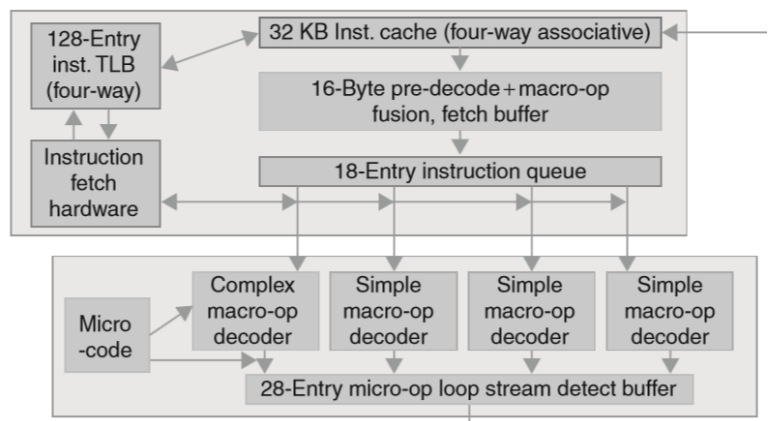 128-Entry
inst. TLB
(four-way)
32 KB Inst. cache (four-way associative)
16-Byte pre-decode+macro-op
fusion, fetch buffer
Instruction
fetch
hardware
18-Entry instruction queue
Micro
-code
Complex
macro-op
decoder
Simple
macro-op
decoder
Simple
macro-op
decoder
Simple
macro-op
decoder
28-Entry micro-op loop stream detect buffer